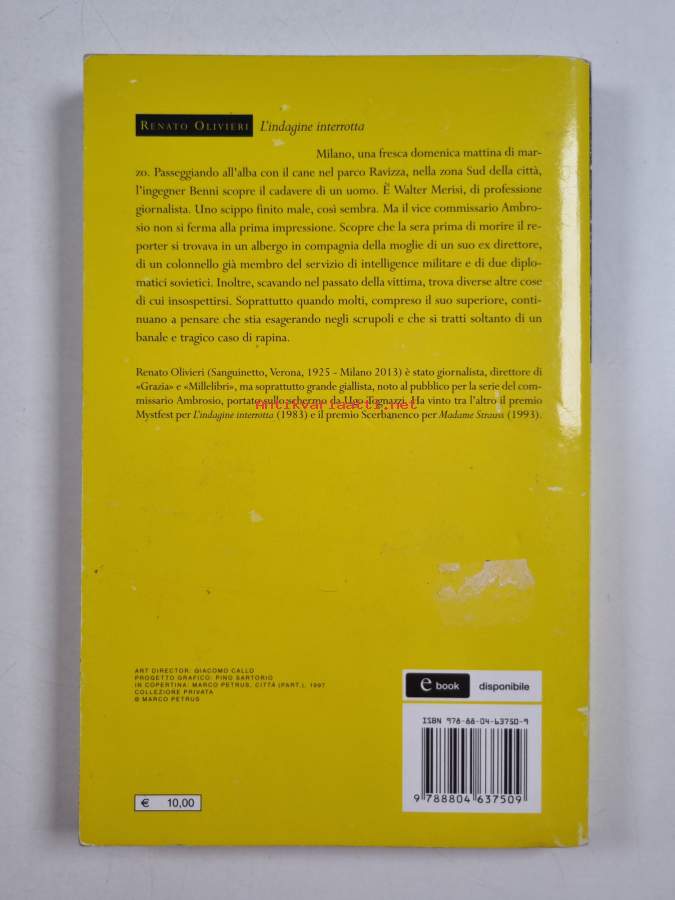 RENATO OLIVIERI L'indagine interrotta
Milano, una fresca domenica mattina di mar-
zo. Passeggiando all'alba con il cane nel parco Ravizza, nella zona Sud della città,
l'ingegner Benni scopre il cadavere di un uomo. È Walter Merisi, di professione
giornalista. Uno scippo finito male, così sembra. Ma il vice commissario Ambro-
sio non si ferma alla prima impressione. Scopre che la sera prima di morire il re-
porter si trovava in un albergo in compagnia della moglie di un suo ex direttore,
di un colonnello già membro del servizio di intelligence militare e di due diplo-
matici sovietici. Inoltre, scavando nel passato della vittima, trova diverse altre cose
di cui insospettirsi. Soprattutto quando molti, compreso il suo superiore, conti-
nuano a pensare che stia esagerando negli scrupoli e che si tratti soltanto di un
banale e tragico caso di rapina.
Renato Olivieri (Sanguinetto, Verona, 1925 - Milano 2013) è stato giornalista, direttore di
«Grazia» e «Millelibri», ma soprattutto grande giallista, noto al pubblico per la serie del com-
missario Ambrosio, portato sullo schermo da Ugo Tognazzi. Ha vinto tra l'altro il premio
Antikvariaatti.net
Mystfest per L'indagine interrotta (1983) e il premio Scerbanenco per Madame Strauss (1993).
ART DIRECTOR: GIACOMO CALLO
PROGETTO GRAFICO: PINO SARTORIO
IN COPERTINA: MARCO PETRUS, CITTÀ (PART.), 1997
COLLEZIONE PRIVATA
© MARCO PETRUS
e book disponibile
ISBN 978-88-04-63750-9
9 788804 637509
€ 10,00